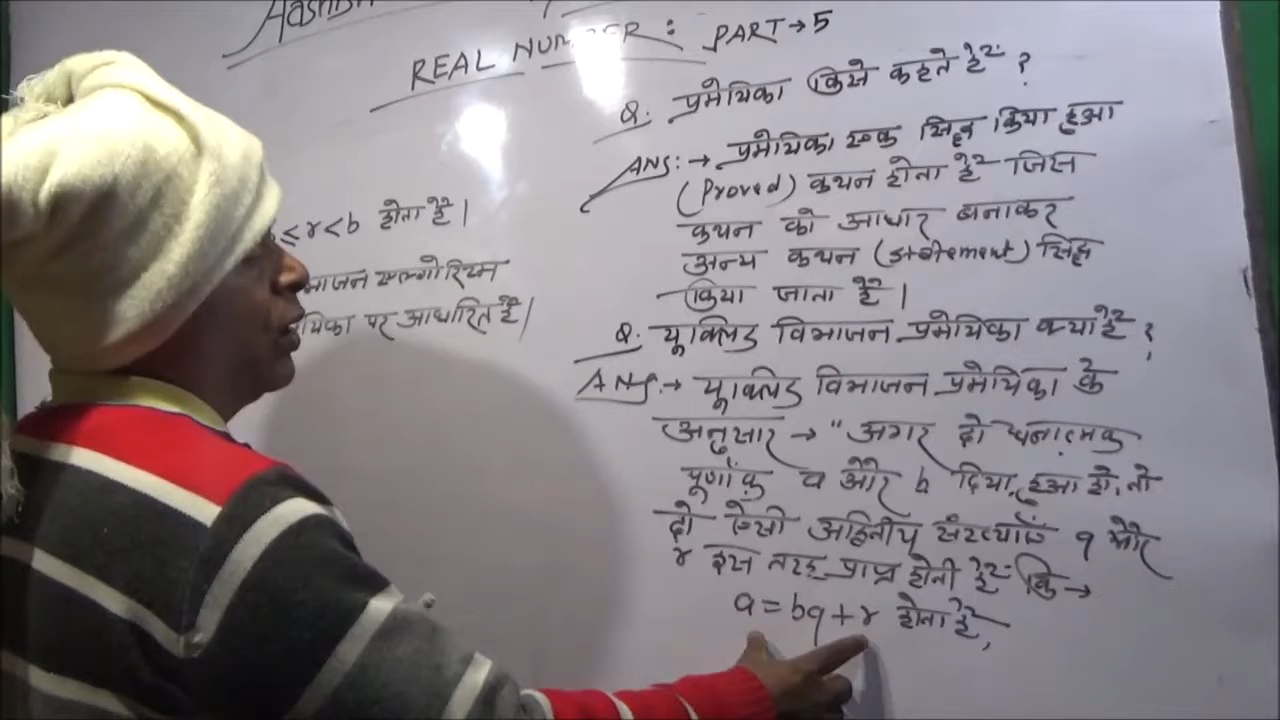 Aashish
REAL NUMBER: PART→5
Q. प्रमेयिका किसे कहते हैं ?
ANS:→ प्रमेयिका एक सिद्ध किया हुआ
(Proved) कथन होता है जिस
कथन को आधार बनाकर
अन्य कथन (statement) सिद्ध
किया जाता है।
Q. यूक्लिड विभाजन प्रमेयिका क्या है ?
ANS.→ यूक्लिड विभाजन प्रमेयिका के
अनुसार → "अगर दो धनात्मक
पूर्णांक a और b दिया हुआ हो, तो
दो ऐसी अद्वितीय संख्याएँ q और
r इस तरह प्राप्त होती हैं कि →
a = bq + r होता है,
≤ r < b होता है।
भाजन एल्गोरिथ्म
यिका पर आधारित है।